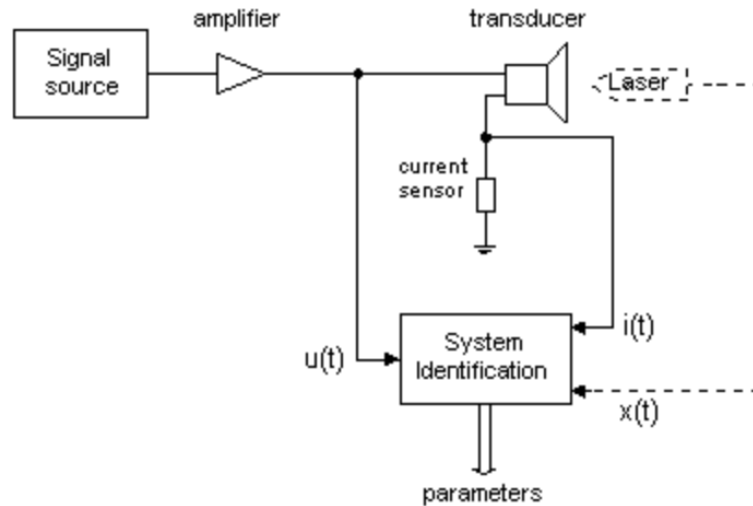 amplifier
transducer
Signal
source
Laser
current
sensor
System
Identification
u(t)
i(t)
x(t)
parameters